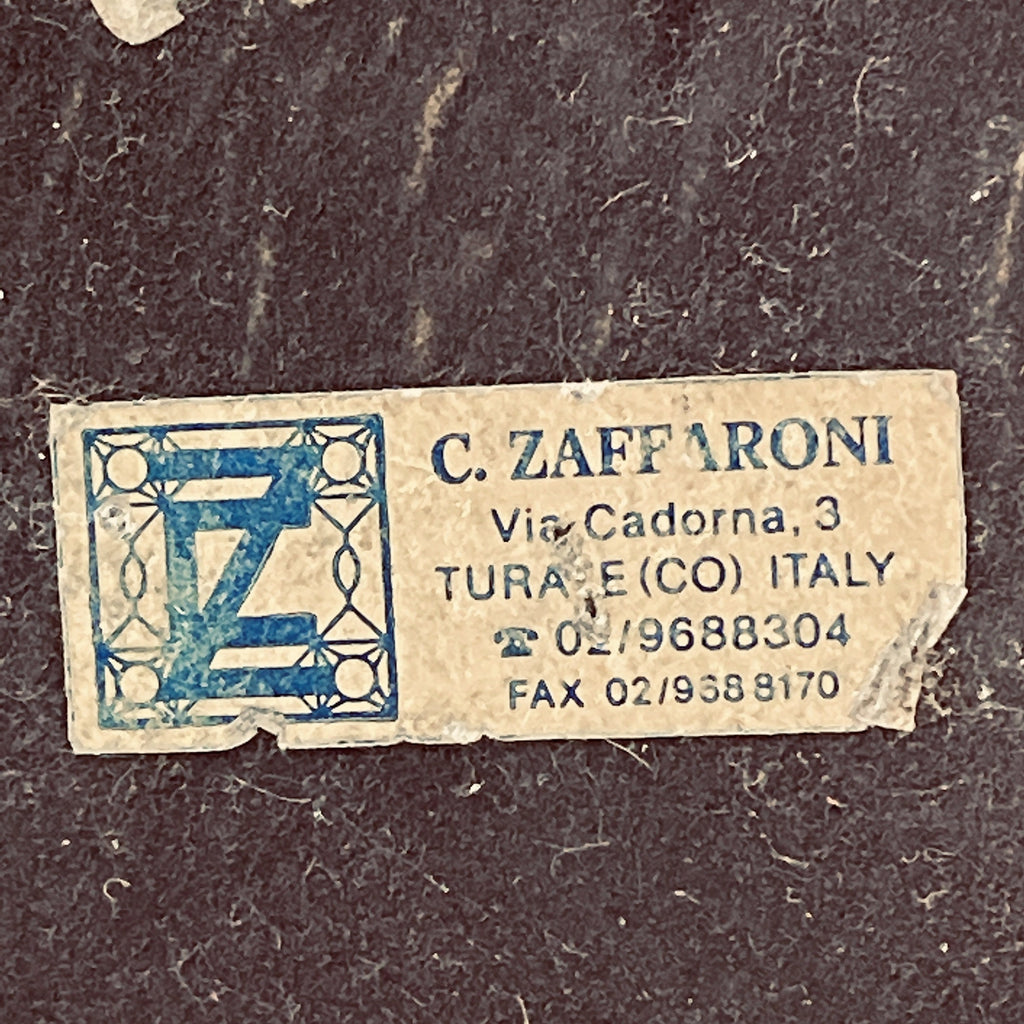 Z
C. ZAFFARONI
Via Cadorna, 3
TURATE (CO) ITALY
☎ 02/9688304
FAX 02/9688170